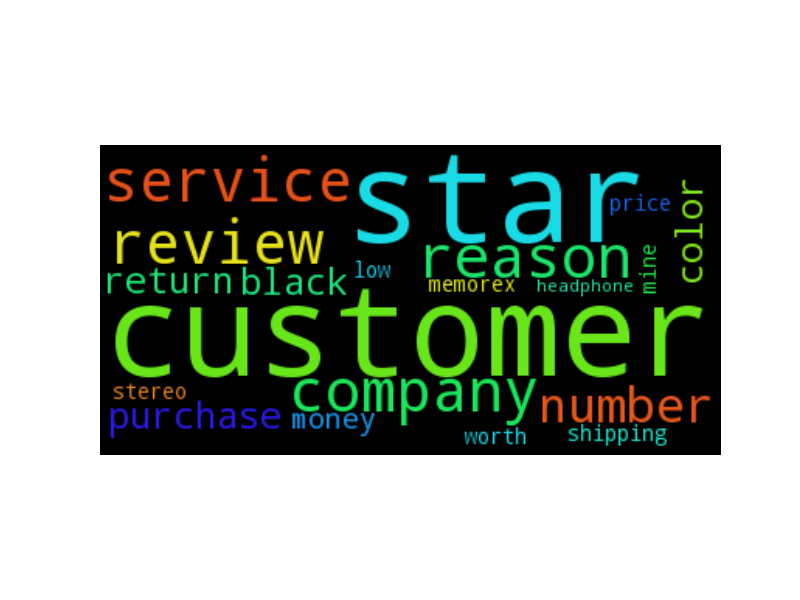 service
star
price
color
review
reason
mine
return
black
low
memorex
headphone
customer
stereo
company
number
purchase
money
worth
shipping